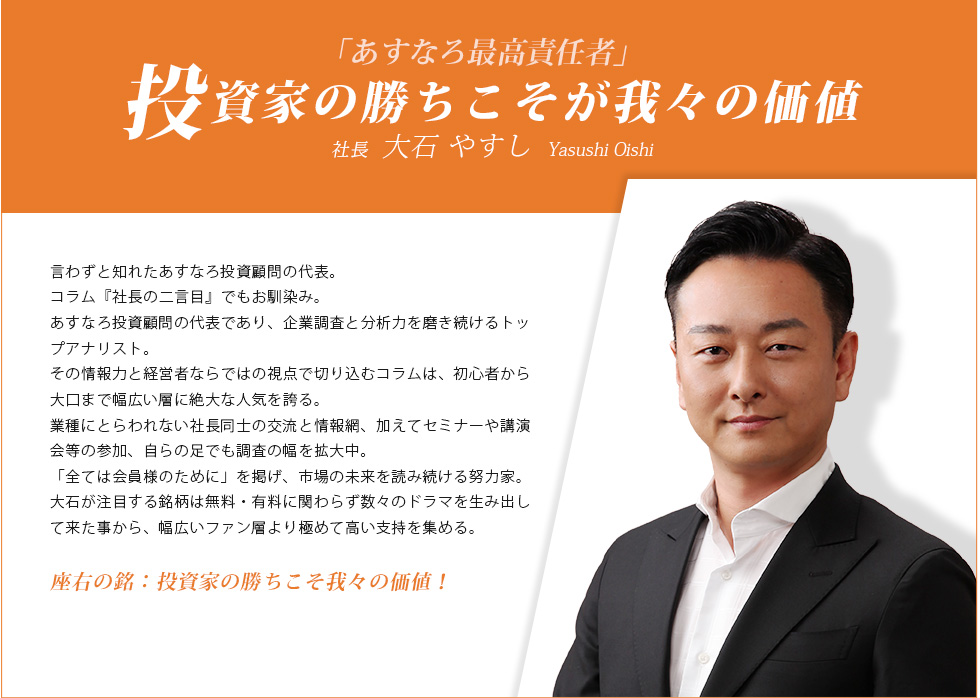 「あすなろ最高責任者」
投資家の勝ちこそが我々の価値
社長 大石 やすし Yasushi Oishi
言わずと知れたあすなろ投資顧問の代表。
コラム『社長の二言目』でもお馴染み。
あすなろ投資顧問の代表であり、企業調査と分析力を磨き続けるトッ
プアナリスト。
その情報力と経営者ならではの視点で切り込むコラムは、初心者から
大口まで幅広い層に絶大な人気を誇る。
業種にとらわれない社長同士の交流と情報網、加えてセミナーや講演
会等の参加、自らの足でも調査の幅を拡大中。
「全ては会員様のために」を掲げ、市場の未来を読み続ける努力家。
大石が注目する銘柄は無料・有料に関わらず数々のドラマを生み出し
て来た事から、幅広いファン層より極めて高い支持を集める。
座右の銘：投資家の勝ちこそ我々の価値！